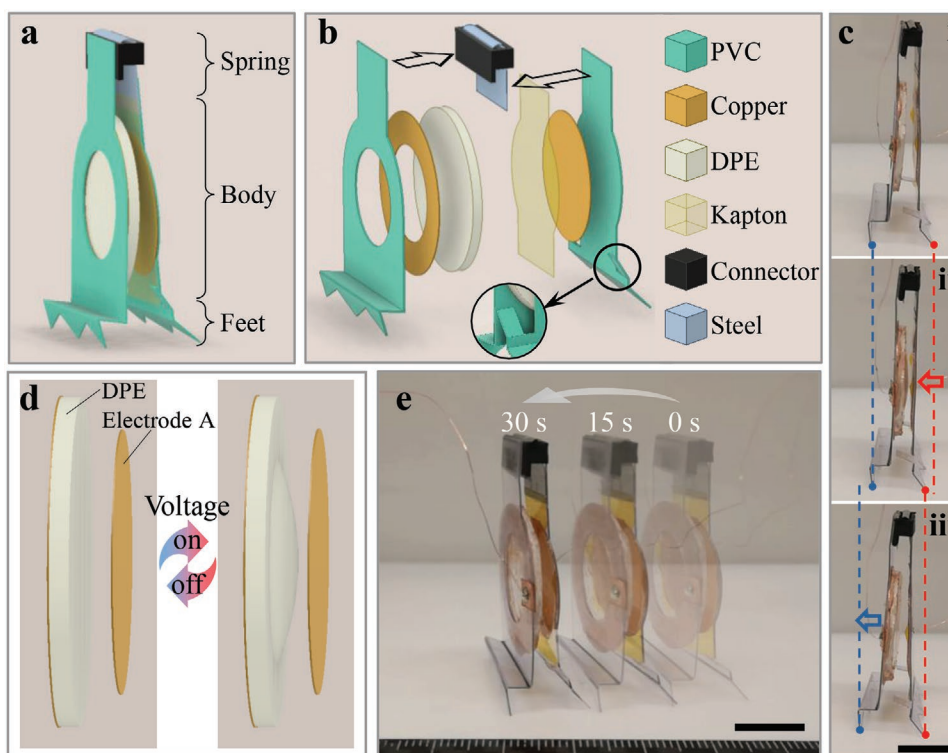 a
Spring
Body
Feet
b
PVC
Copper
DPE
Kapton
Connector
Steel
c
i
ii
d
DPE
Electrode A
Voltage
on
off
e
30 s
15 s
0 s